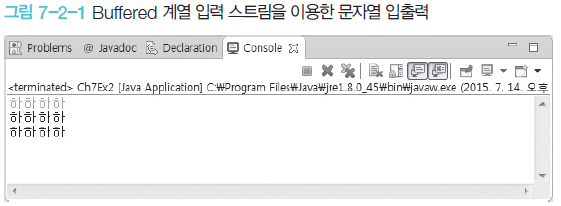 그림 7-2-1 Buffered 계열 입력 스트림을 이용한 문자열 입출력
Problems @ Javadoc Declaration Console
<terminated> Ch7Ex2 [Java Application] C:₩Program Files₩Java₩jre1.8.0_45₩bin₩javaw.exe (2015. 7. 14. 오후
하하하하
하하하하
하하하하